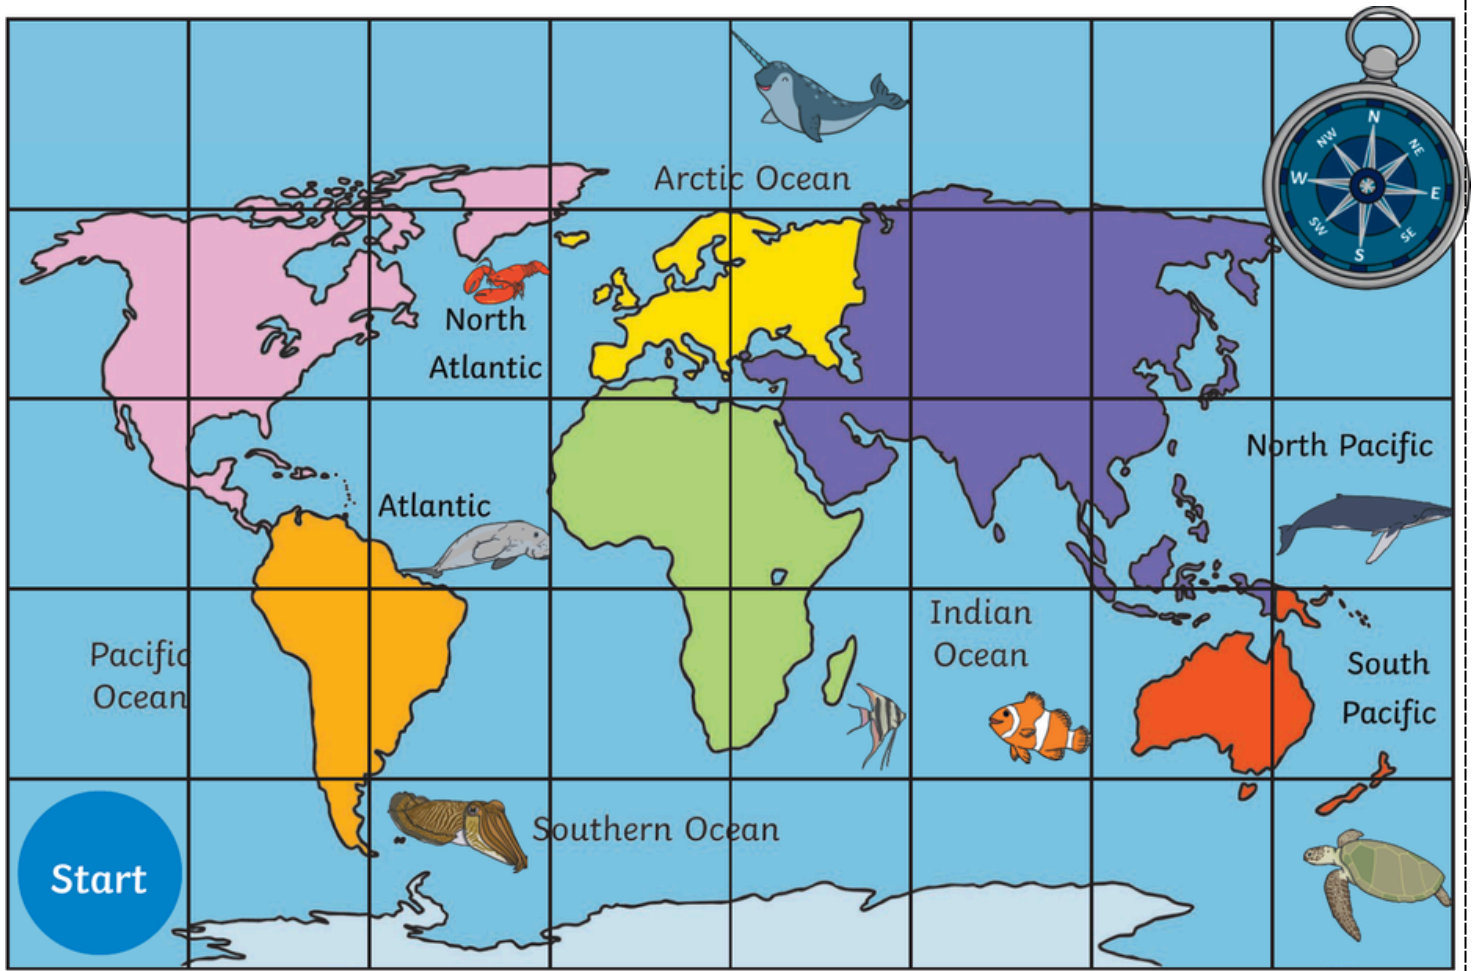 Arctic Ocean
N
NE
E
SE
S
SW
W
NW
North
Atlantic
North Pacific
Atlantic
Indian
Ocean
Pacific
Ocean
South
Pacific
Southern Ocean
Start